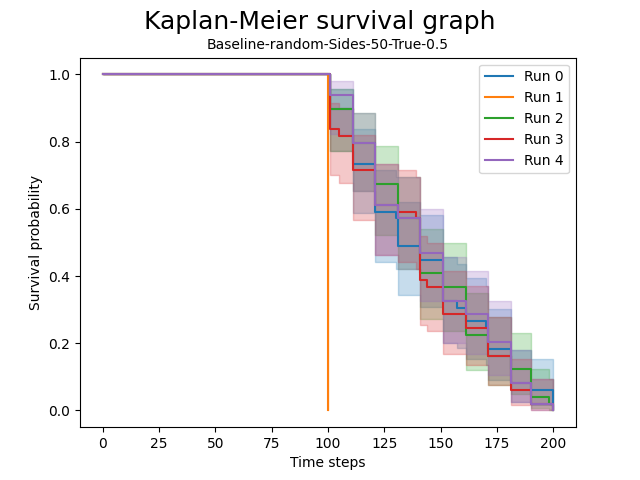 Kaplan-Meier survival graph
Baseline-random-Sides-50-True-0.5
Survival probability
1.0
0.8
0.6
0.4
0.2
0.0
Run 0
Run 1
Run 2
Run 3
Run 4
0 25 50 75 100 125 150 175 200
Time steps